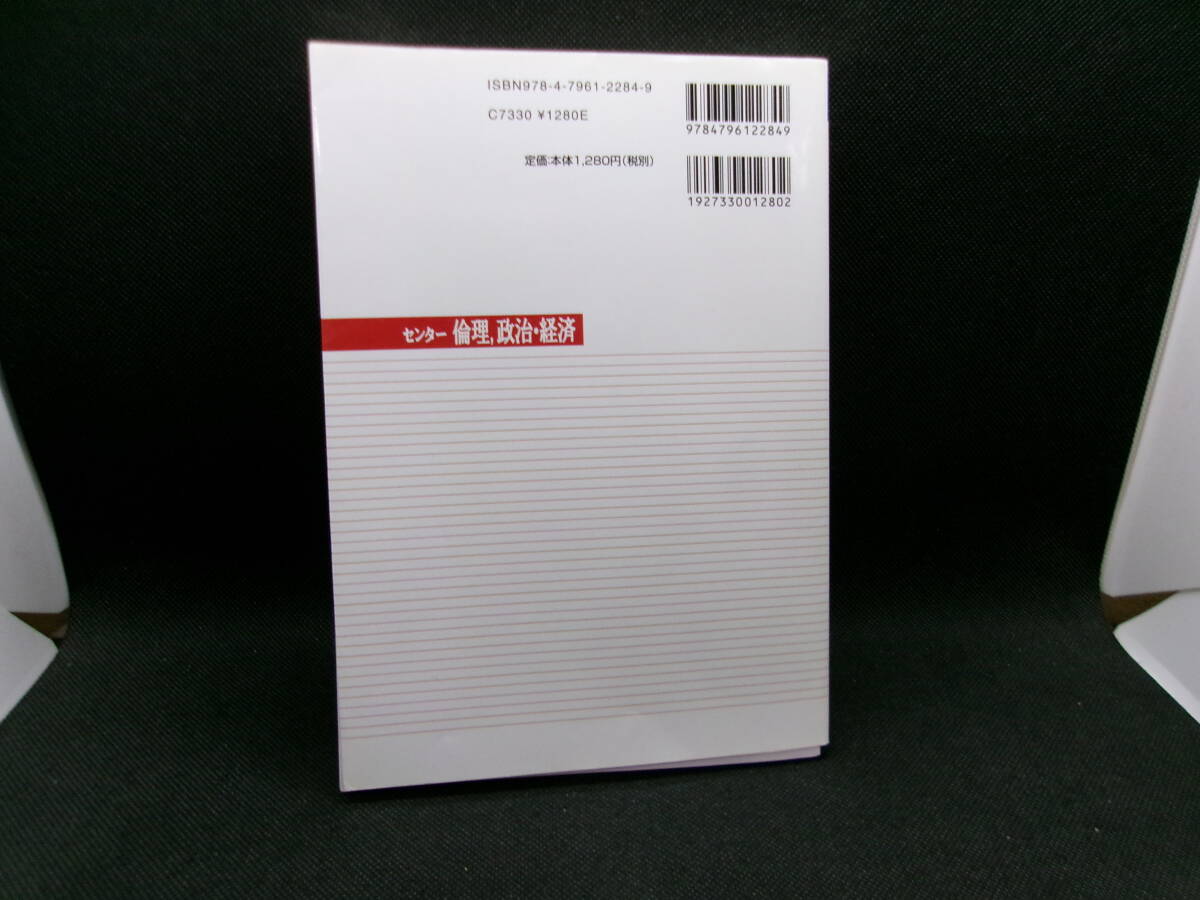 ISBN978-4-7961-2284-9
C7330 ¥1280E
9784796122849
定価:本体1,280円(税別)
1927330012802
センター 倫理,政治・経済